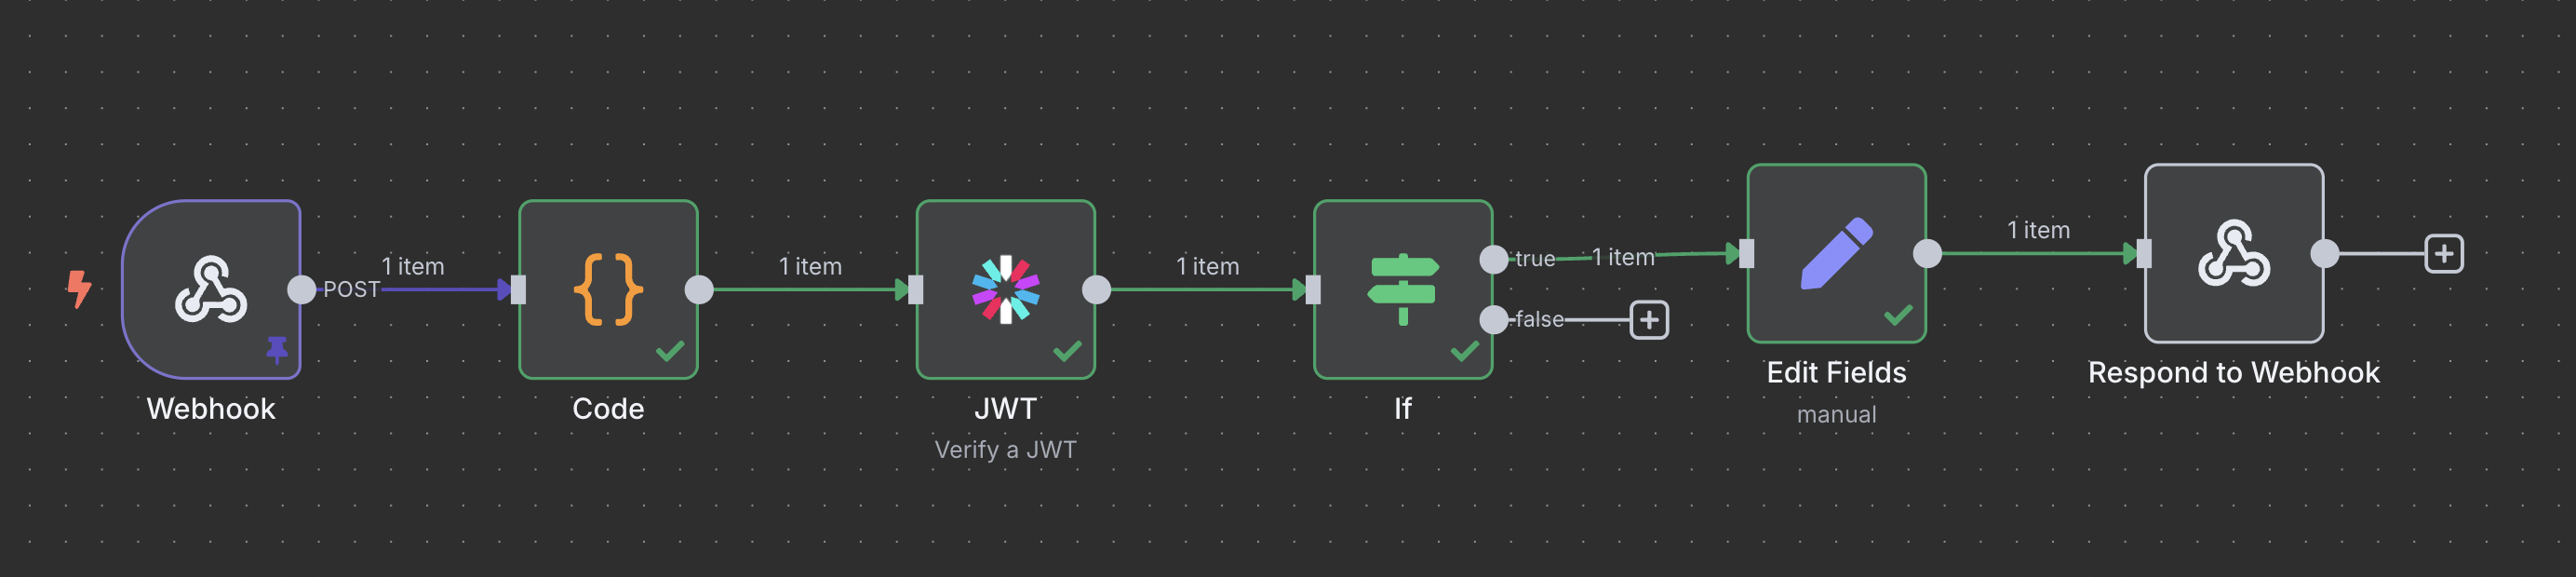 POST
1 item
1 item
1 item
true
1 item
false
1 item
Webhook
Code
JWT
Verify a JWT
If
Edit Fields
manual
Respond to Webhook